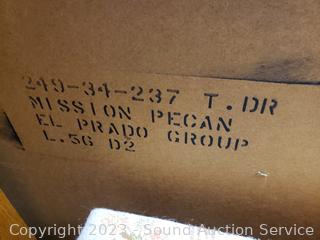 249-34-237 T.DR
MISSION PECAN
EL PRADO GROUP
L.56 D2
Copyright 2023 - Sound Auction Service